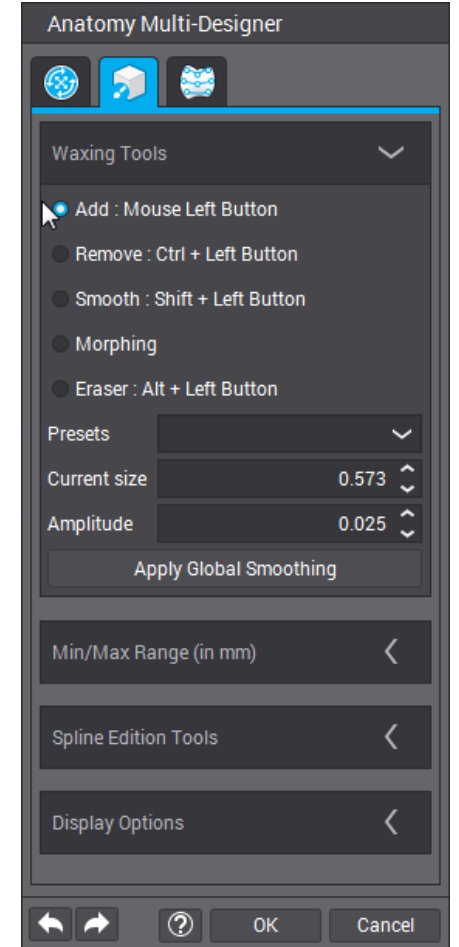 Anatomy Multi-Designer
Waxing Tools
Add : Mouse Left Button
Remove : Ctrl + Left Button
Smooth : Shift + Left Button
Morphing
Eraser : Alt + Left Button
Presets
Current size 0.573
Amplitude 0.025
Apply Global Smoothing
Min/Max Range (in mm)
Spline Edition Tools
Display Options
OK Cancel